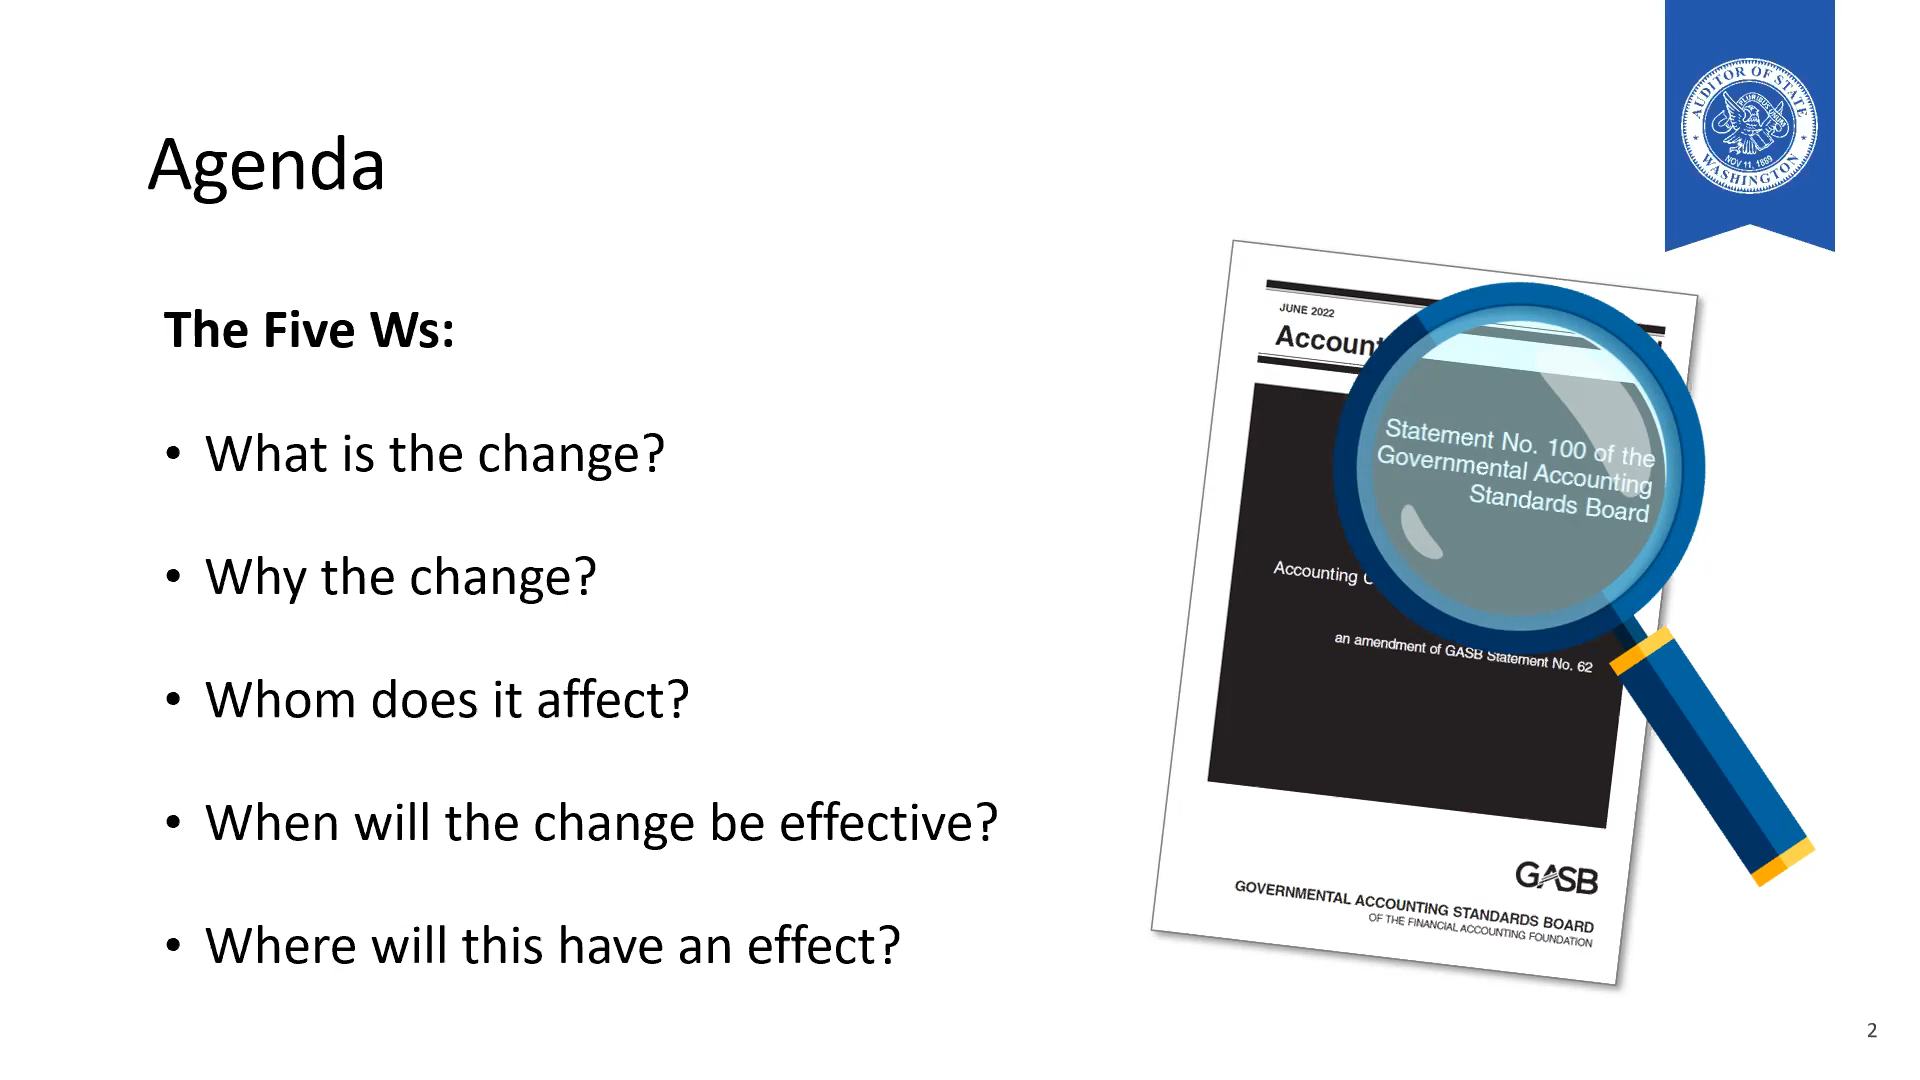 Agenda
The Five Ws:
• What is the change?
• Why the change?
• Whom does it affect?
• When will the change be effective?
• Where will this have an effect?
AUDITOR OF STATE
PLURIBUS UNUM
NOV 11, 1889
WASHINGTON
JUNE 2022
Statement No. 100 of the
Governmental Accounting
Standards Board
Accounting
an amendment of GASB Statement No. 62
GASB
GOVERNMENTAL ACCOUNTING STANDARDS BOARD
OF THE FINANCIAL ACCOUNTING FOUNDATION
2